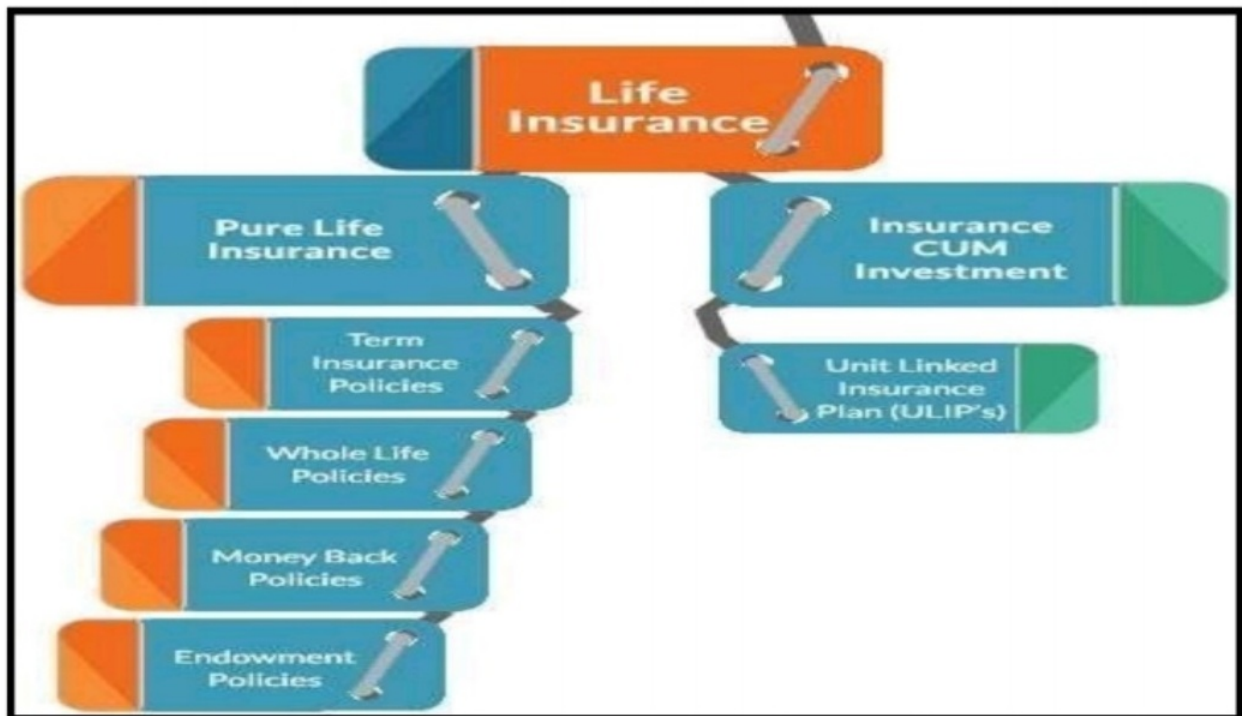 Life
Insurance
Pure Life
Insurance
Insurance
CUM
Investment
Term
Insurance
Policies
Unit Linked
Insurance
Plan (ULIP's)
Whole Life
Policies
Money Back
Policies
Endowment
Policies